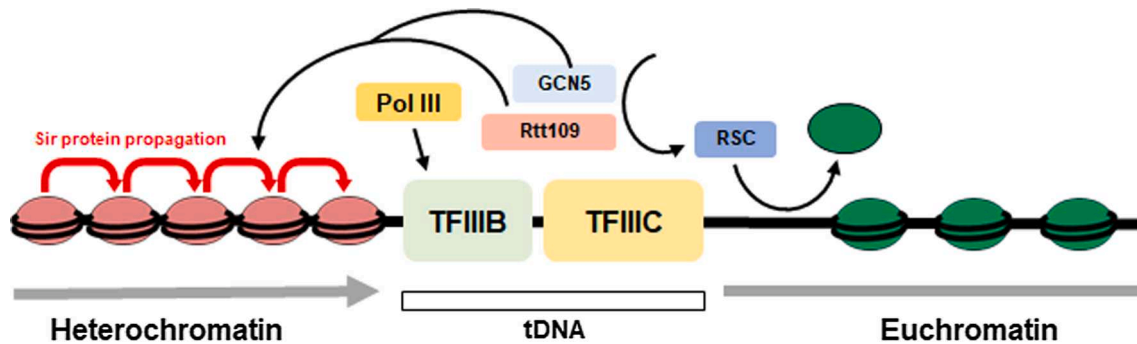 GCN5
Pol III
Rtt109
Sir protein propagation
RSC
TFIIIB
TFIIIC
Heterochromatin
tDNA
Euchromatin